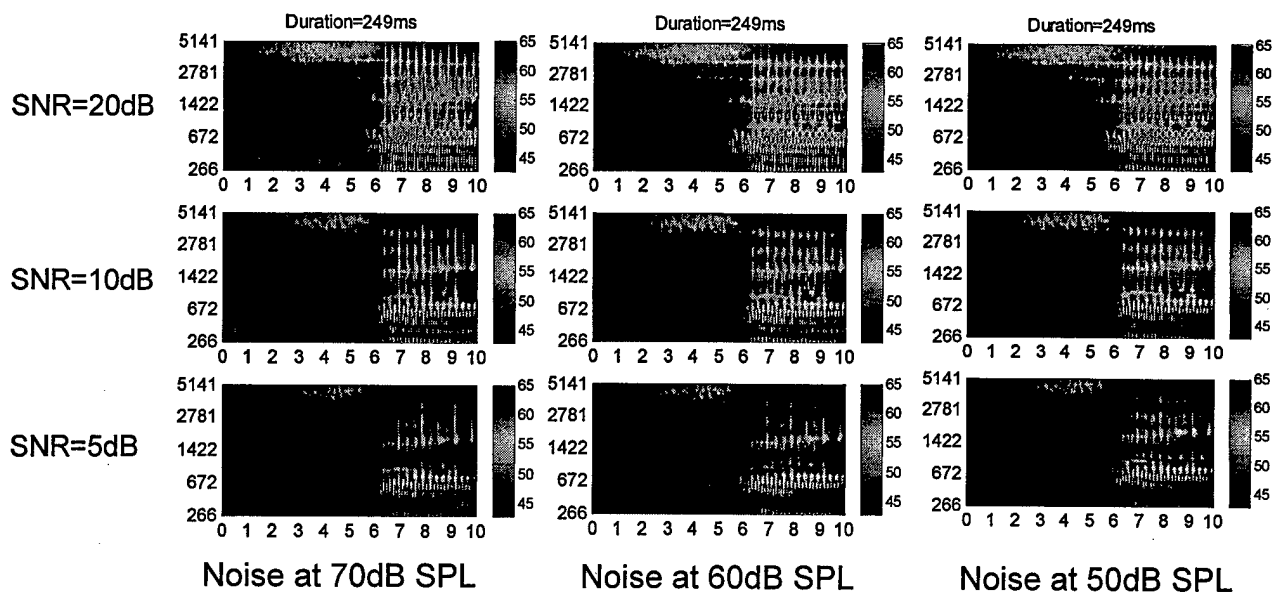 Duration=249ms Duration=249ms Duration=249ms
SNR=20dB
5141 2781 1422 672 266
0 1 2 3 4 5 6 7 8 9 10
65 60 55 50 45
5141 2781 1422 672 266
0 1 2 3 4 5 6 7 8 9 10
65 60 55 50 45
5141 2781 1422 672 266
0 1 2 3 4 5 6 7 8 9 10
65 60 55 50 45
SNR=10dB
5141 2781 1422 672 266
0 1 2 3 4 5 6 7 8 9 10
65 60 55 50 45
5141 2781 1422 672 266
0 1 2 3 4 5 6 7 8 9 10
65 60 55 50 45
5141 2781 1422 672 266
0 1 2 3 4 5 6 7 8 9 10
65 60 55 50 45
SNR=5dB
5141 2781 1422 672 266
0 1 2 3 4 5 6 7 8 9 10
65 60 55 50 45
5141 2781 1422 672 266
0 1 2 3 4 5 6 7 8 9 10
65 60 55 50 45
5141 2781 1422 672 266
0 1 2 3 4 5 6 7 8 9 10
65 60 55 50 45
Noise at 70dB SPL Noise at 60dB SPL Noise at 50dB SPL